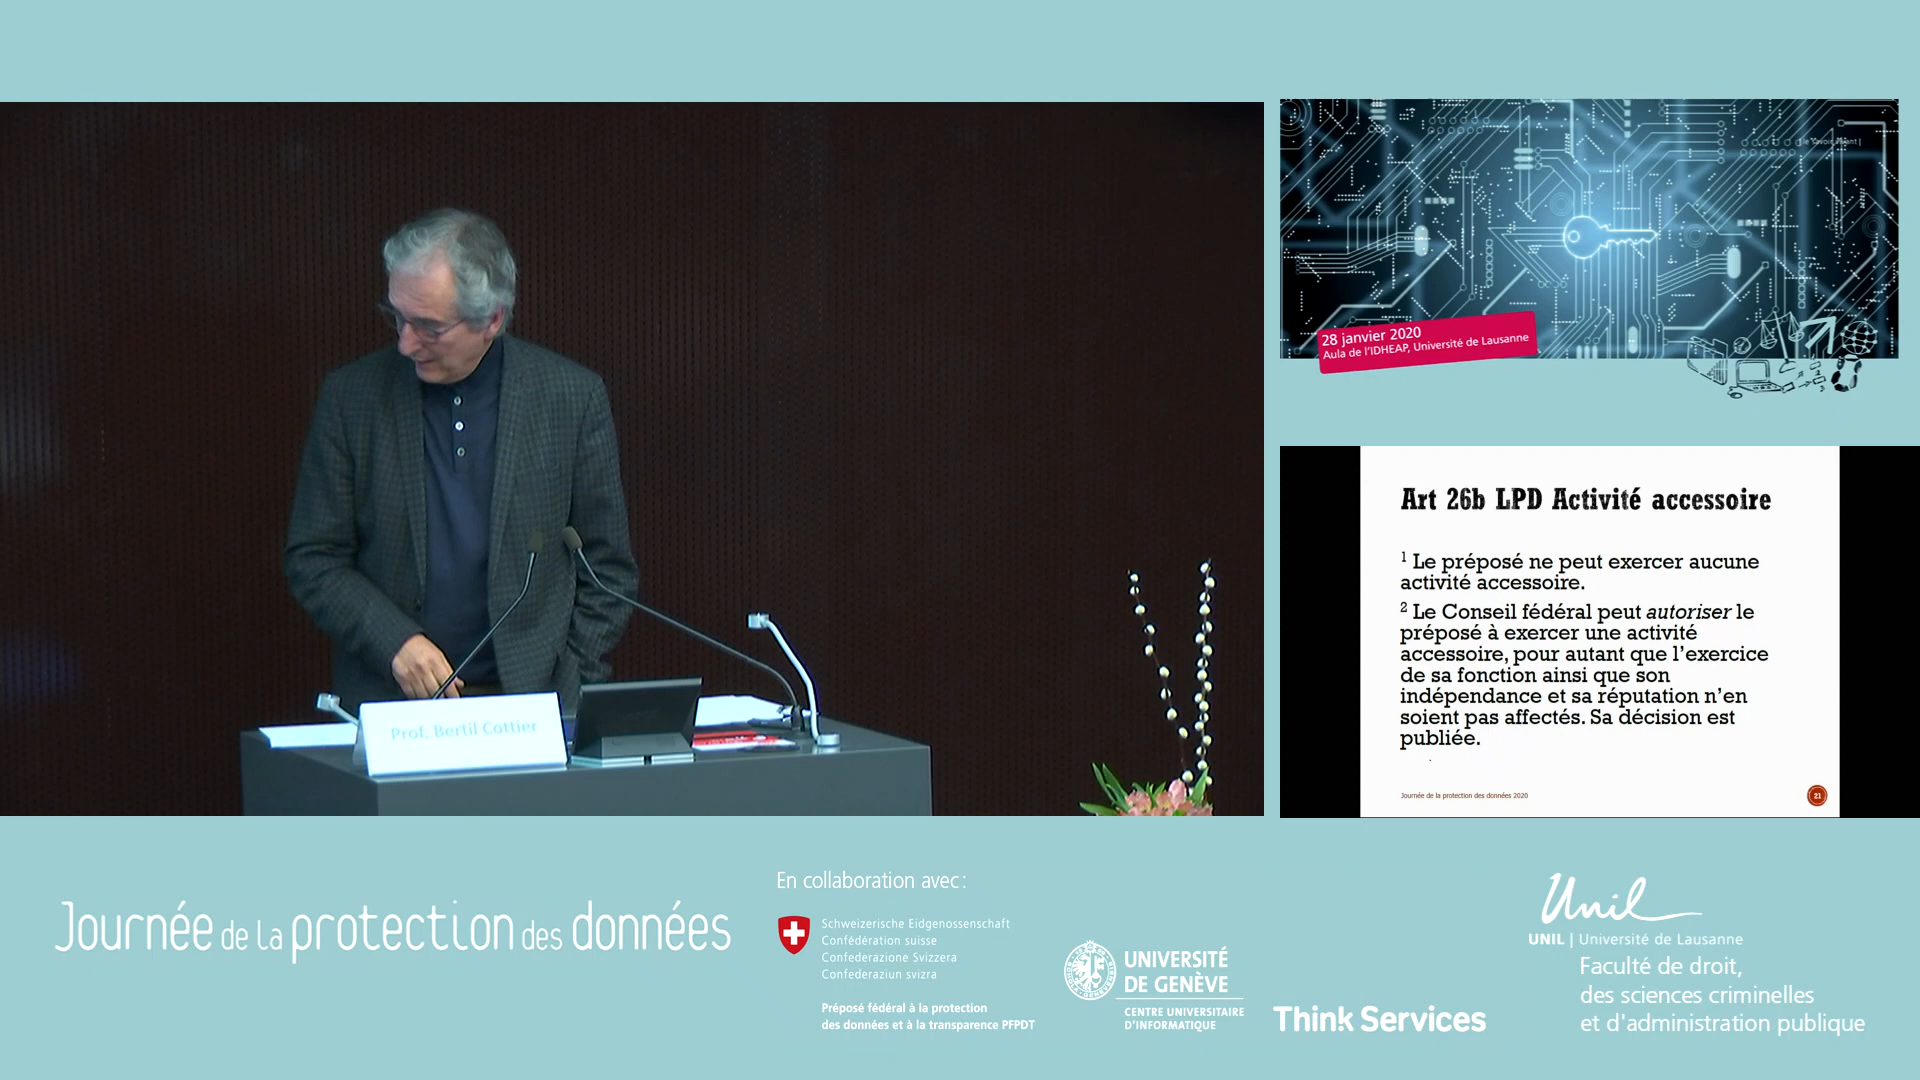 Prof. Bertil Cottier
28 janvier 2020
Aula de l'IDHEAP, Université de Lausanne
Art 26b LPD Activité accessoire
1 Le préposé ne peut exercer aucune
activité accessoire.
2 Le Conseil fédéral peut autoriser le
préposé à exercer une activité
accessoire, pour autant que l'exercice
de sa fonction ainsi que son
indépendance et sa réputation n'en
soient pas affectés. Sa décision est
publiée.
Journée de la protection des données 2020
21
Journée de la protection des données
En collaboration avec :
Schweizerische Eidgenossenschaft
Confédération suisse
Confederazione Svizzera
Confederaziun svizra
Préposé fédéral à la protection
des données et à la transparence PFPDT
UNIVERSITÉ
DE GENÈVE
CENTRE UNIVERSITAIRE
D'INFORMATIQUE
Think Services
Unil
UNIL | Université de Lausanne
Faculté de droit,
des sciences criminelles
et d'administration publique